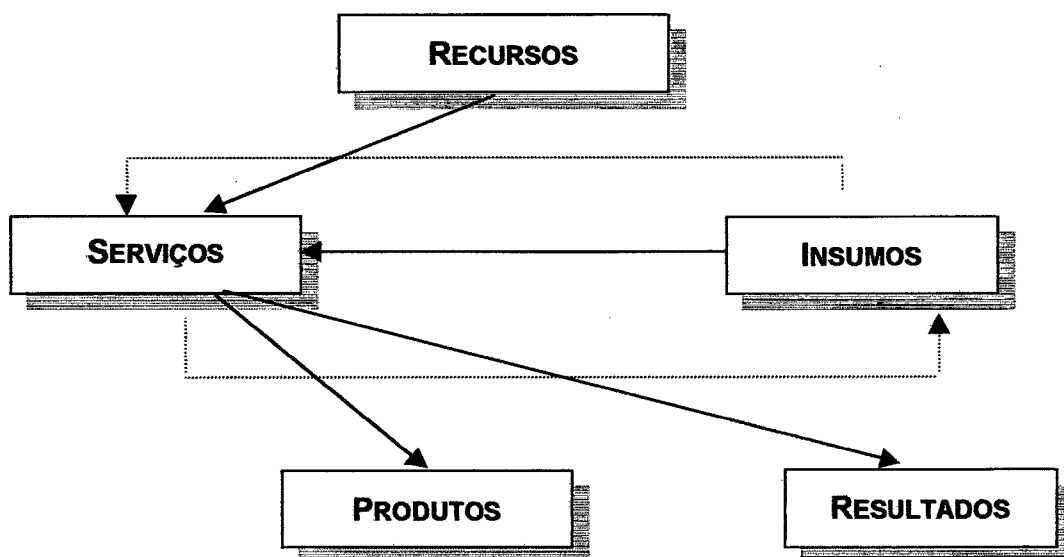 RECURSOS
SERVIÇOS
INSUMOS
PRODUTOS
RESULTADOS